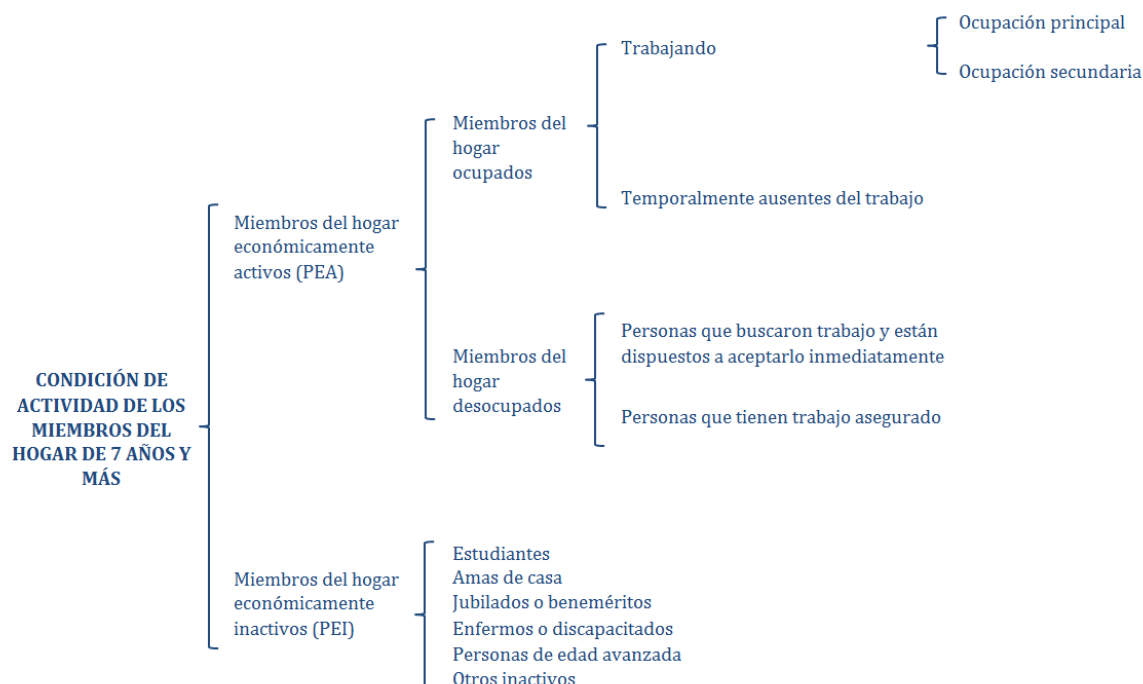 CONDICIÓN DE
ACTIVIDAD DE LOS
MIEMBROS DEL
HOGAR DE 7 AÑOS Y
MÁS
Miembros del hogar
económicamente
activos (PEA)
Miembros del
hogar
ocupados
Trabajando
Ocupación principal
Ocupación secundaria
Temporalmente ausentes del trabajo
Miembros del
hogar
desocupados
Personas que buscaron trabajo y están
dispuestos a aceptarlo inmediatamente
Personas que tienen trabajo asegurado
Miembros del hogar
económicamente
inactivos (PEI)
Estudiantes
Amas de casa
Jubilados o beneméritos
Enfermos o discapacitados
Personas de edad avanzada
Otros inactivos